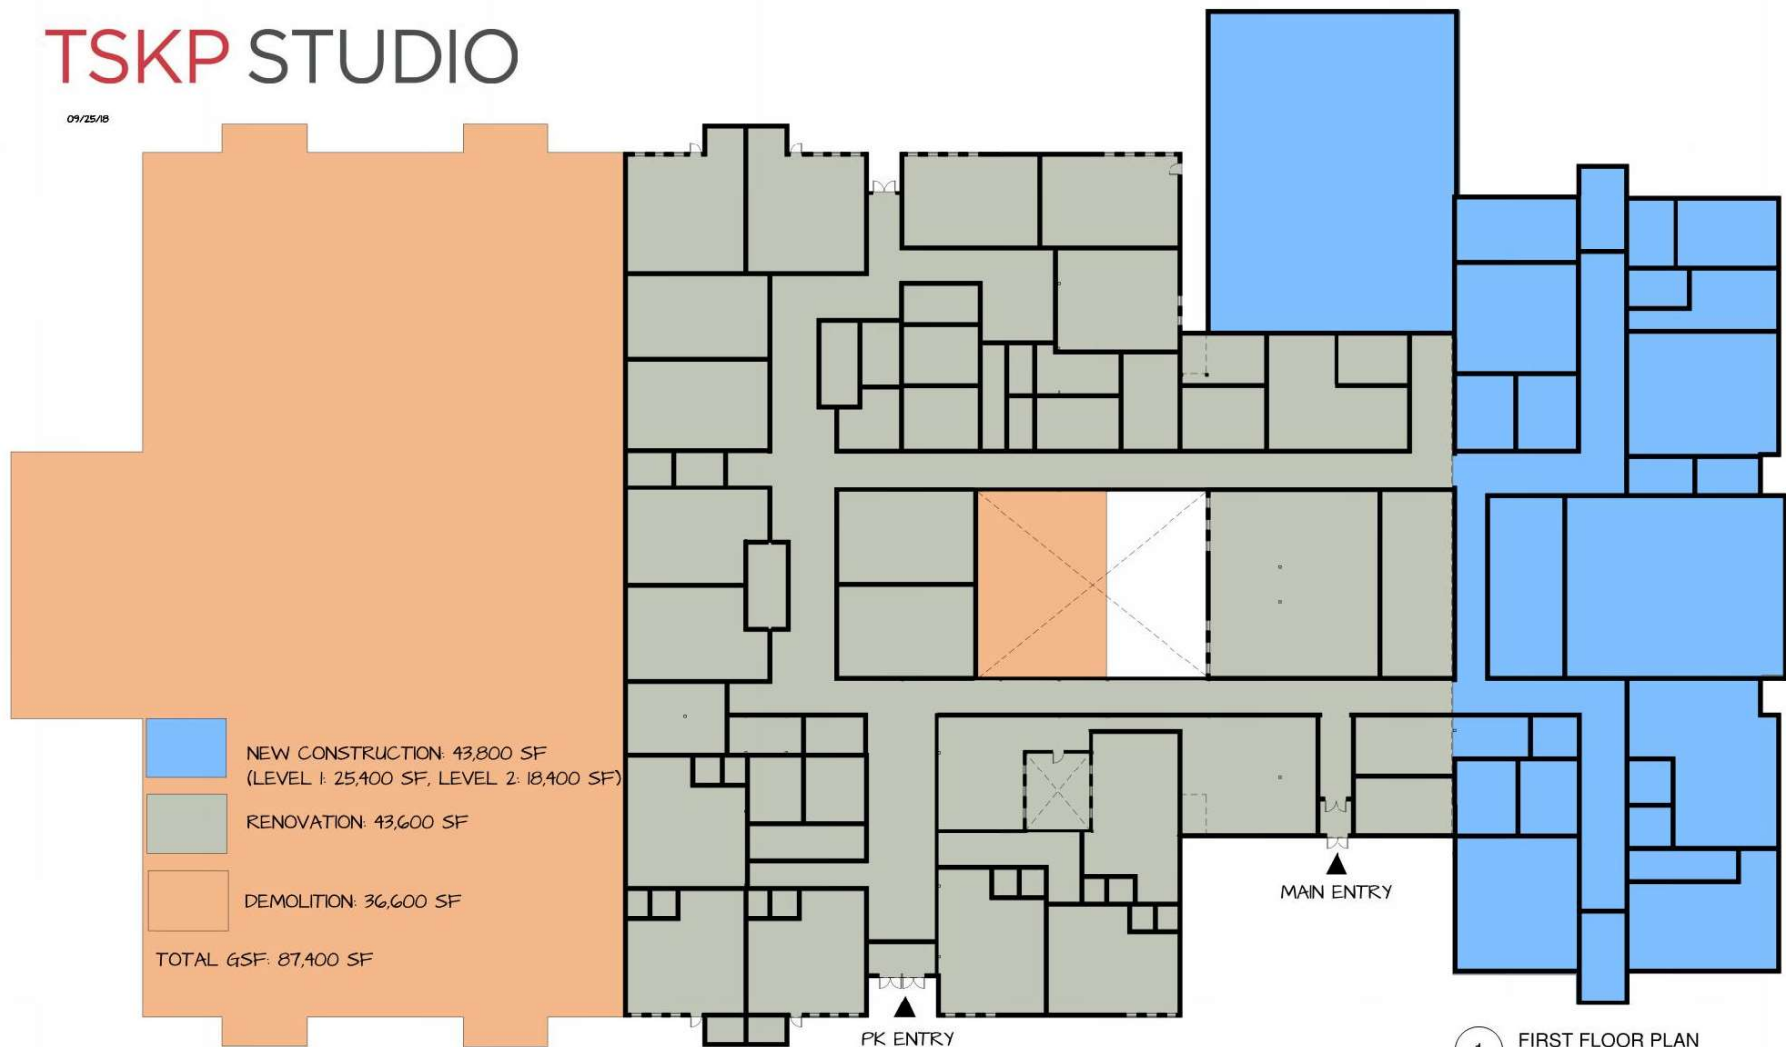 TSKP STUDIO
09/25/18
NEW CONSTRUCTION: 43,800 SF
(LEVEL 1: 25,400 SF, LEVEL 2: 18,400 SF)
RENOVATION: 43,600 SF
DEMOLITION: 36,600 SF
TOTAL GSF: 87,400 SF
MAIN ENTRY
PK ENTRY
FIRST FLOOR PLAN